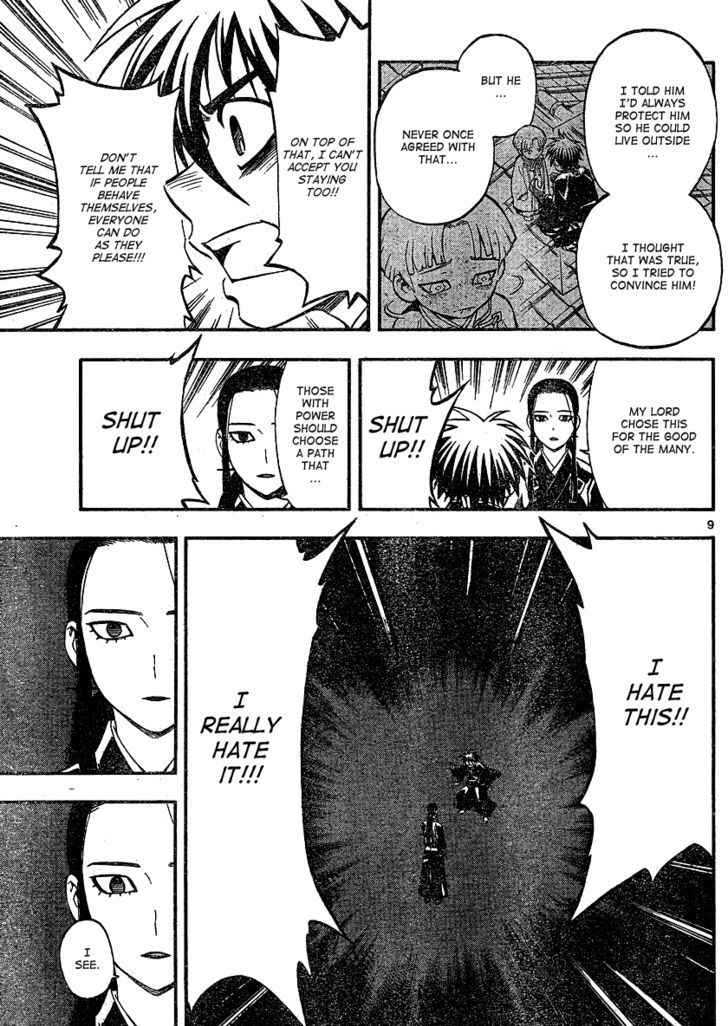 I TOLD HIM
I'D ALWAYS
PROTECT HIM
SO HE COULD
LIVE OUTSIDE
...
I THOUGHT
THAT WAS TRUE,
SO I TRIED TO
CONVINCE HIM!
BUT HE
...
NEVER ONCE
AGREED WITH
THAT...
ON TOP OF
THAT, I CAN'T
ACCEPT YOU
STAYING
TOO!!
DON'T
TELL ME THAT
IF PEOPLE
BEHAVE
THEMSELVES,
EVERYONE
CAN DO
AS THEY
PLEASE!!!
MY LORD
CHOSE THIS
FOR THE GOOD
OF THE MANY.
SHUT
UP!!
THOSE
WITH
POWER
SHOULD
CHOOSE
A PATH
THAT
...
SHUT
UP!!
9
I
HATE
THIS!!
I
REALLY
HATE
IT!!!
I
SEE.